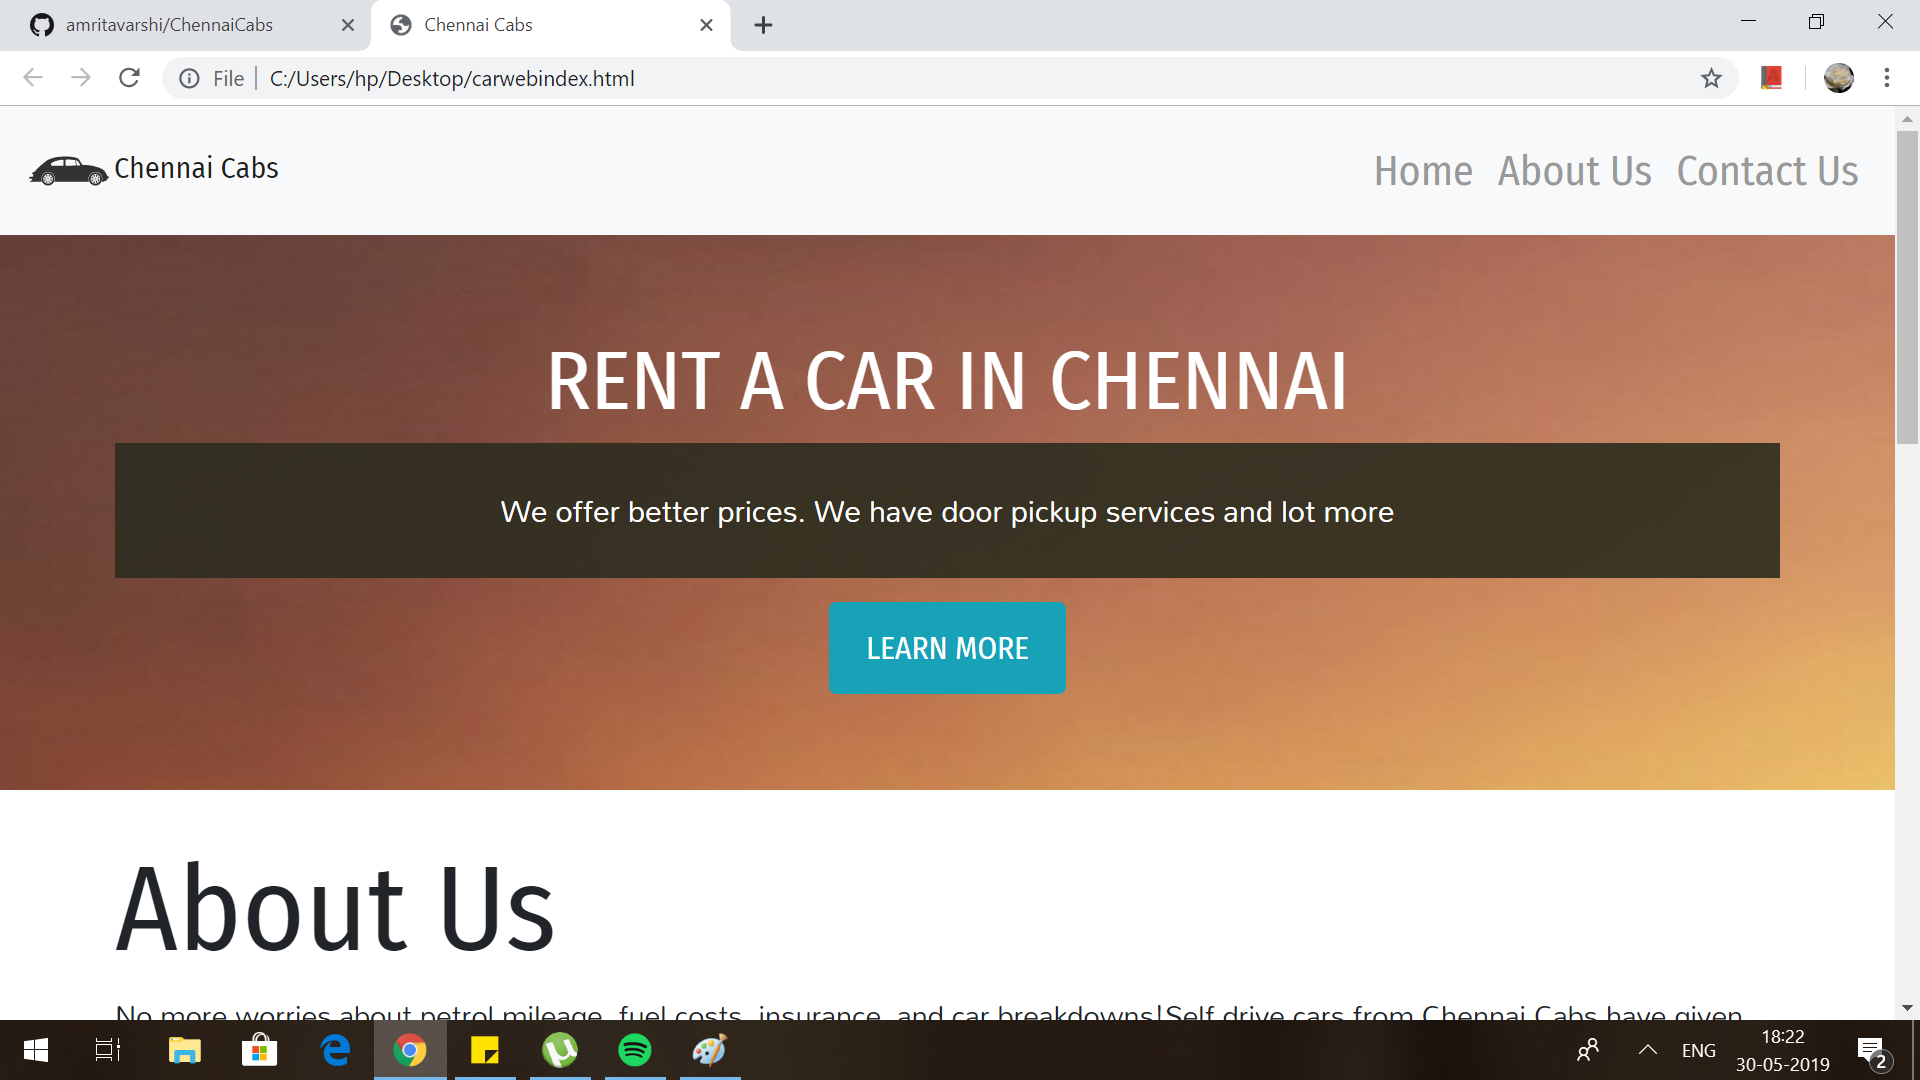 amritavarshi/ChennaiCabs
Chennai Cabs
File
C:/Users/hp/Desktop/carwebindex.html
Chennai Cabs
Home About Us Contact Us
RENT A CAR IN CHENNAI
We offer better prices. We have door pickup services and lot more
LEARN MORE
About Us
No more worries about petrol mileage, fuel costs, insurance, and car breakdowns!Self drive cars from Chennai Cabs have given
ENG
18:22
30-05-2019
2